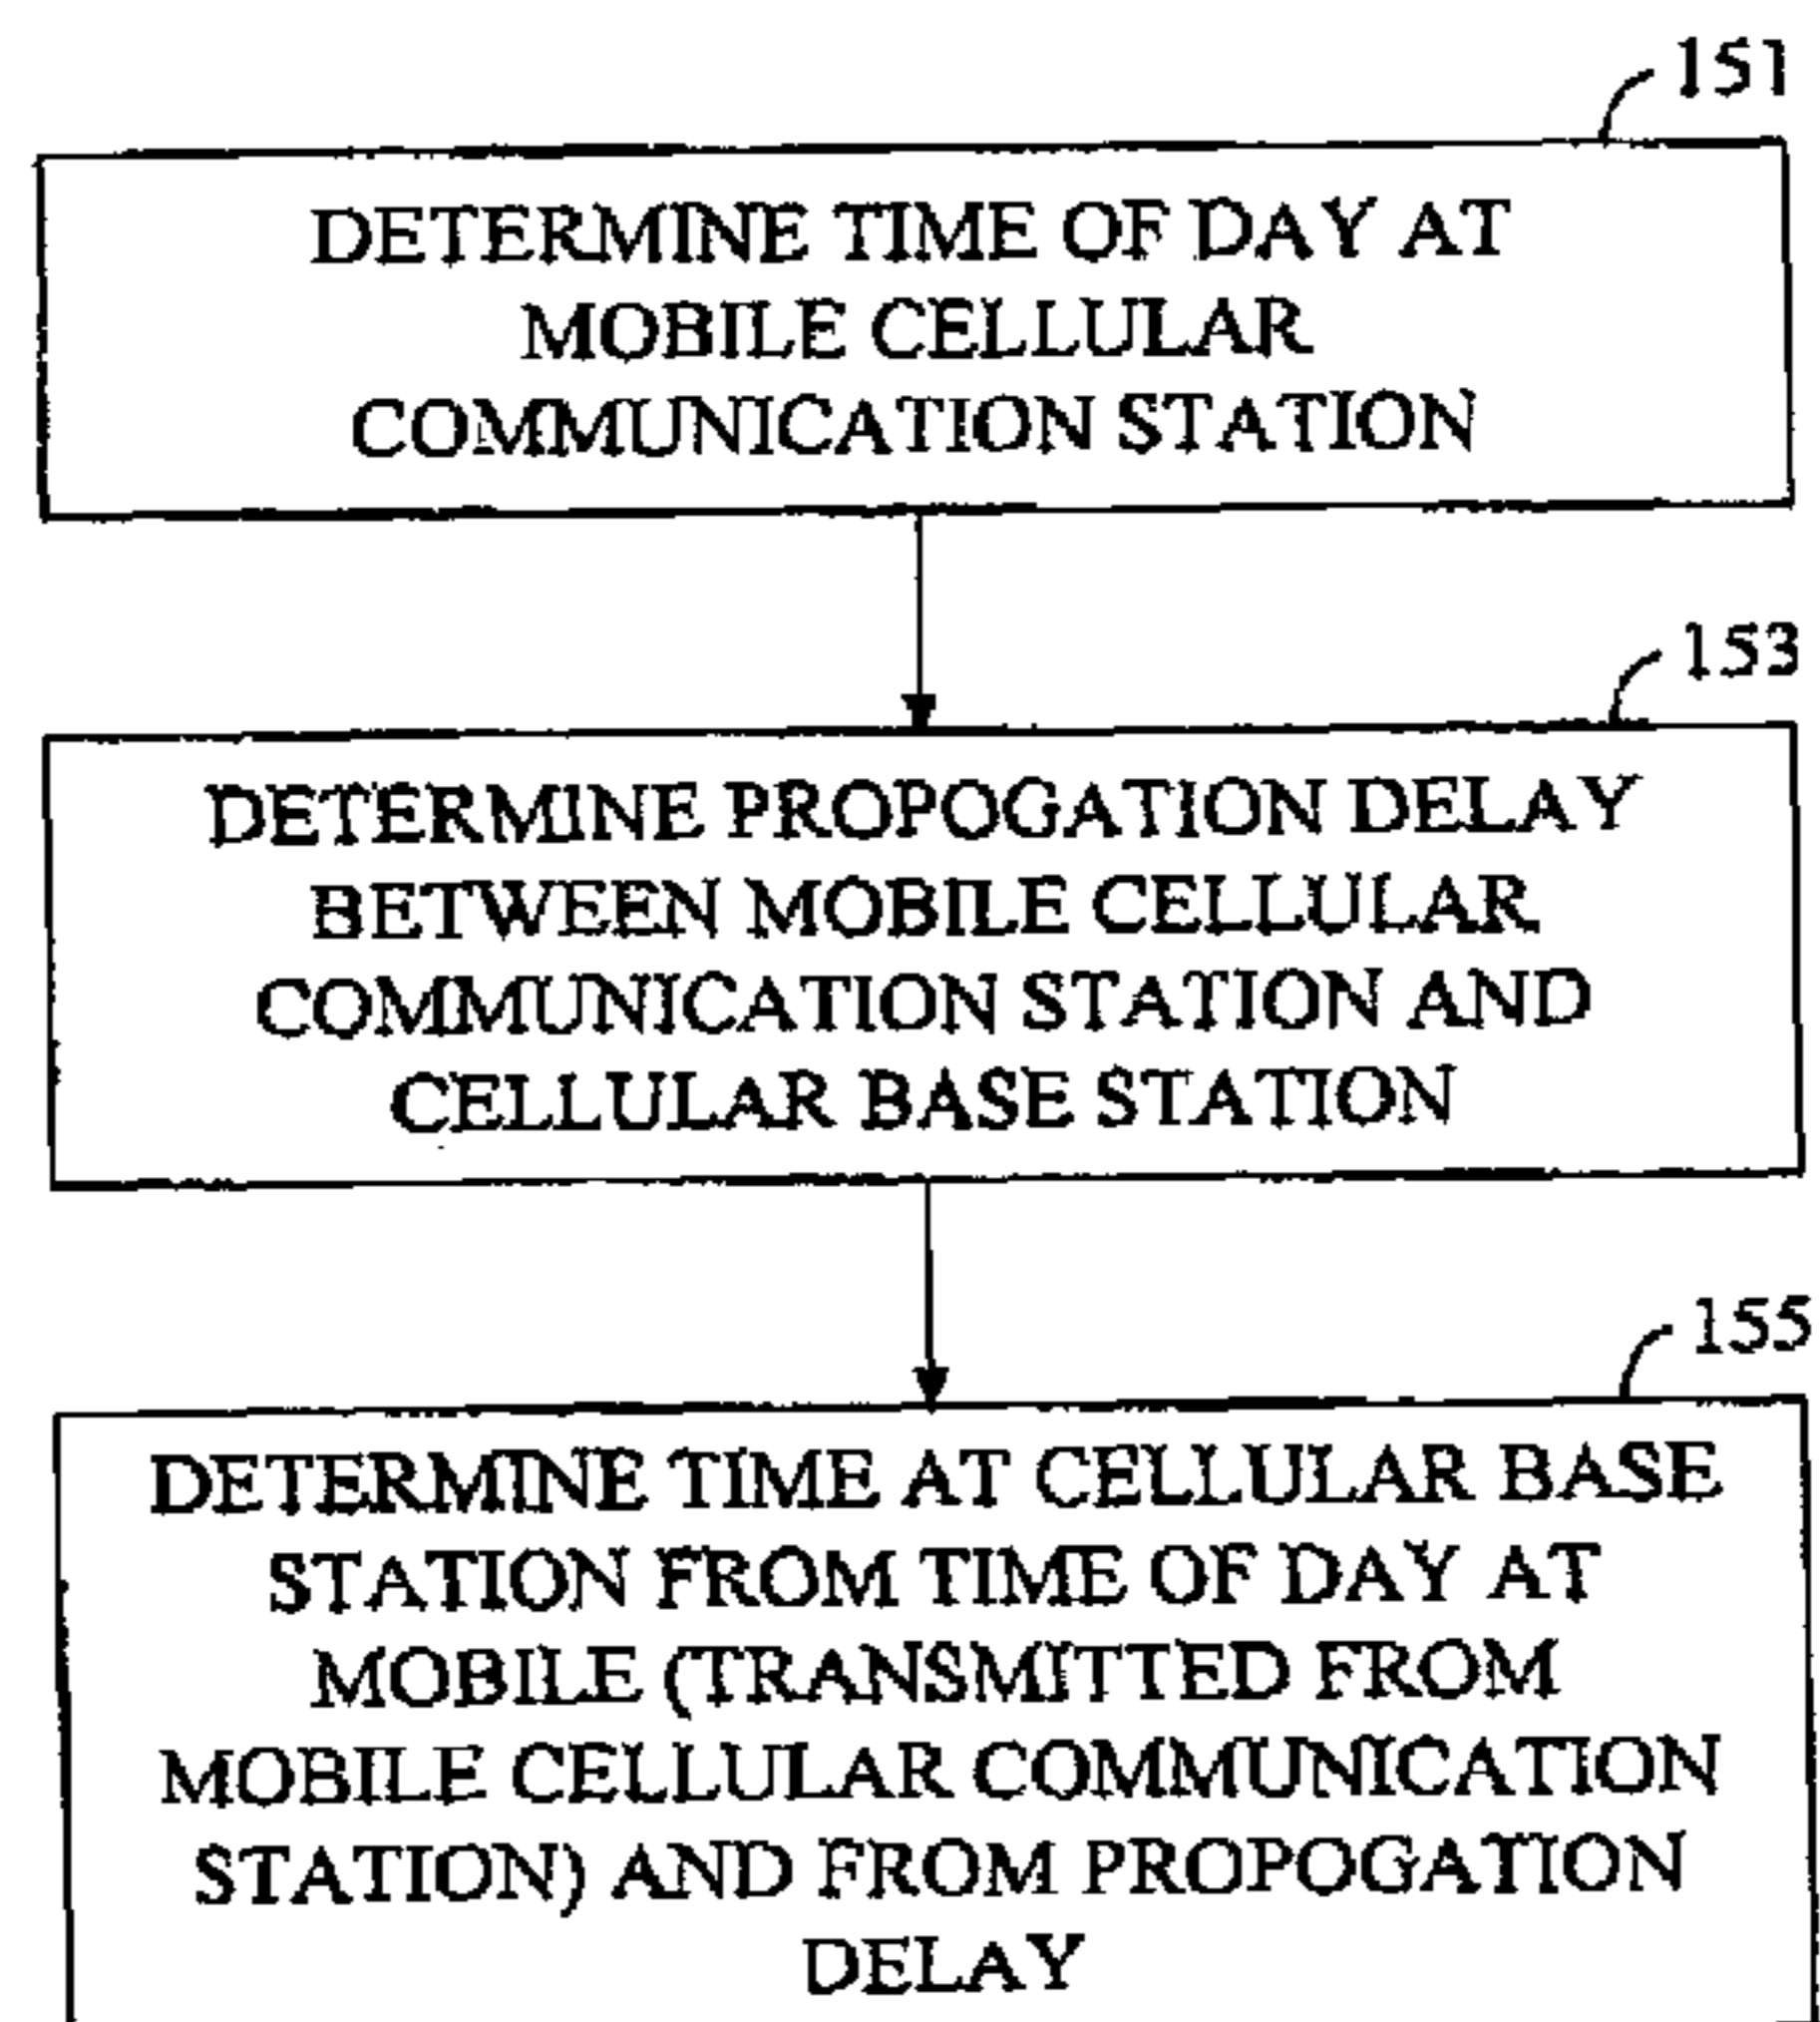 151
DETERMINE TIME OF DAY AT
MOBILE CELLULAR
COMMUNICATION STATION
153
DETERMINE PROPOGATION DELAY
BETWEEN MOBILE CELLULAR
COMMUNICATION STATION AND
CELLULAR BASE STATION
155
DETERMINE TIME AT CELLULAR BASE
STATION FROM TIME OF DAY AT
MOBILE (TRANSMITTED FROM
MOBILE CELLULAR COMMUNICATION
STATION) AND FROM PROPOGATION
DELAY